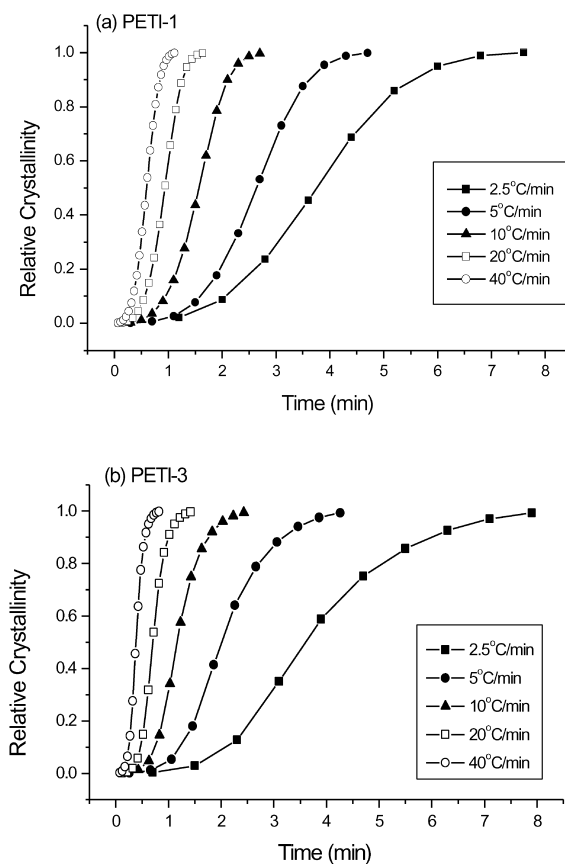 (a) PETI-1
1.0
0.8
0.6
0.4
0.2
0.0
Relative Crystallinity
2.5°C/min
5°C/min
10°C/min
20°C/min
40°C/min
0 1 2 3 4 5 6 7 8
Time (min)
(b) PETI-3
1.0
0.8
0.6
0.4
0.2
0.0
Relative Crystallinity
2.5°C/min
5°C/min
10°C/min
20°C/min
40°C/min
0 1 2 3 4 5 6 7 8
Time (min)